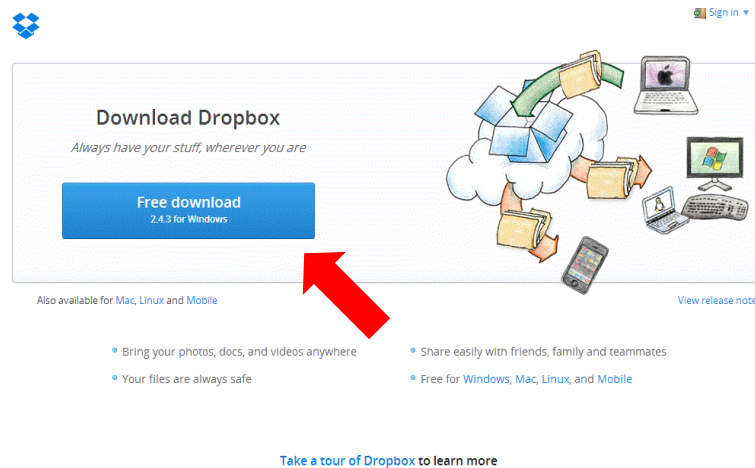 Sign in
Download Dropbox
Always have your stuff, wherever you are
Free download
2.4.3 for Windows
Also available for Mac, Linux and Mobile
View release note
Bring your photos, docs, and videos anywhere
Share easily with friends, family and teammates
Your files are always safe
Free for Windows, Mac, Linux, and Mobile
Take a tour of Dropbox to learn more